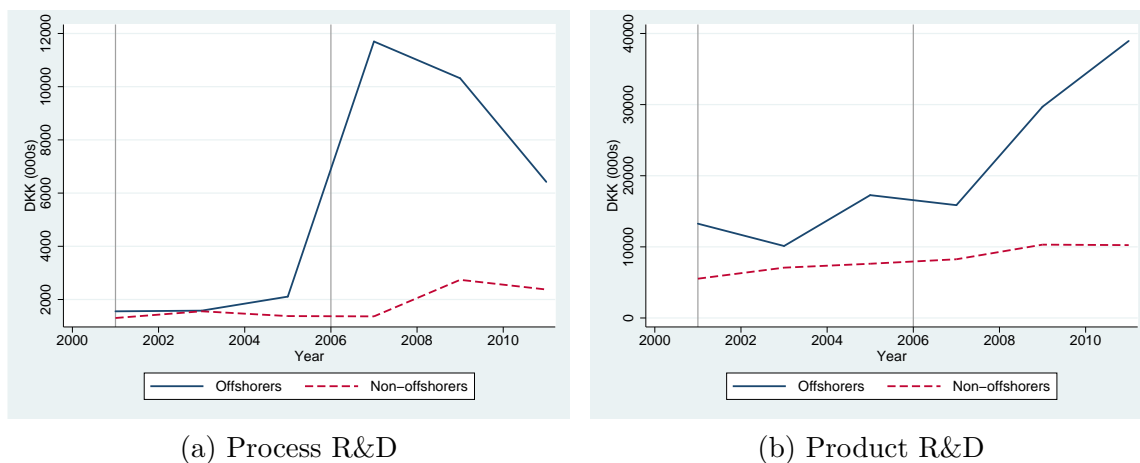 12000
10000
8000
6000
4000
2000
DKK (000s)
2000 2002 2004 2006 2008 2010
Year
Offshorers Non−offshorers
(a) Process R&D
40000
30000
20000
10000
0
DKK (000s)
2000 2002 2004 2006 2008 2010
Year
Offshorers Non−offshorers
(b) Product R&D